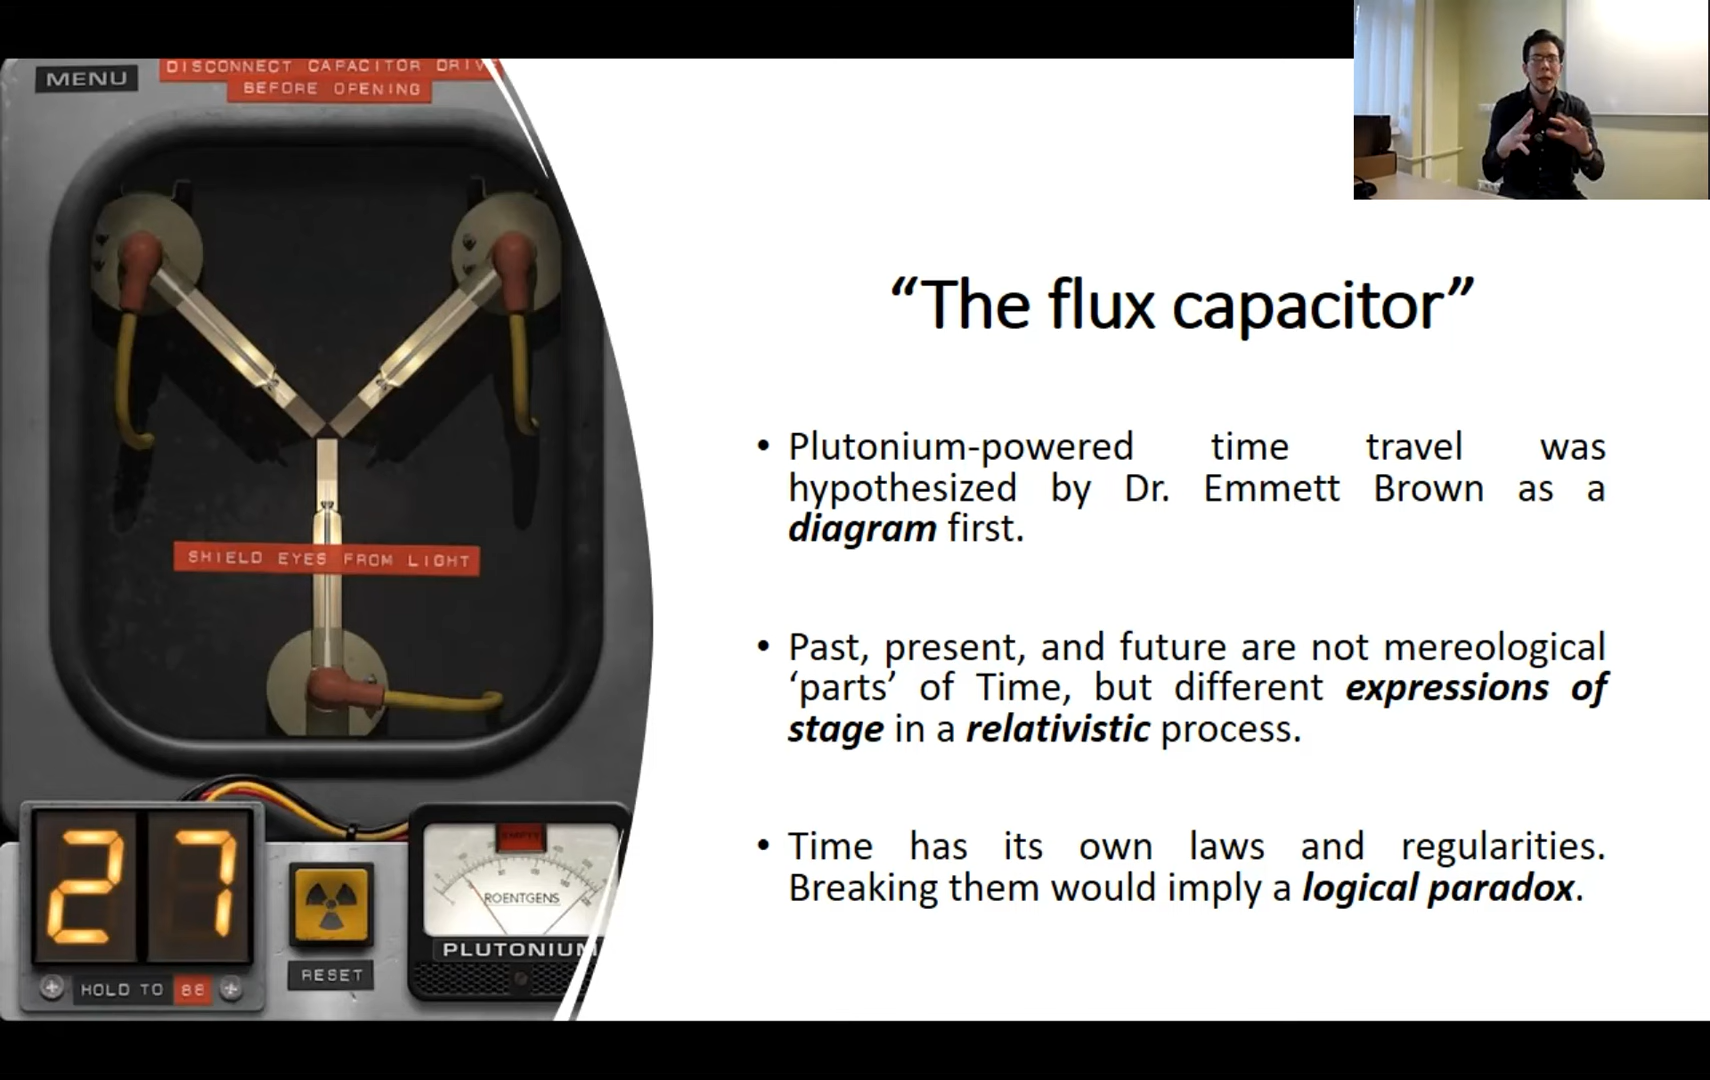 MENU
DISCONNECT CAPACITOR DRIVE
BEFORE OPENING
SHIELD EYES FROM LIGHT
27
HOLD TO 88
RESET
EMPTY
ROENTGENS
PLUTONIUM
“The flux capacitor”
• Plutonium-powered time travel was
hypothesized by Dr. Emmett Brown as a
diagram first.
• Past, present, and future are not mereological
‘parts’ of Time, but different expressions of
stage in a relativistic process.
• Time has its own laws and regularities.
Breaking them would imply a logical paradox.